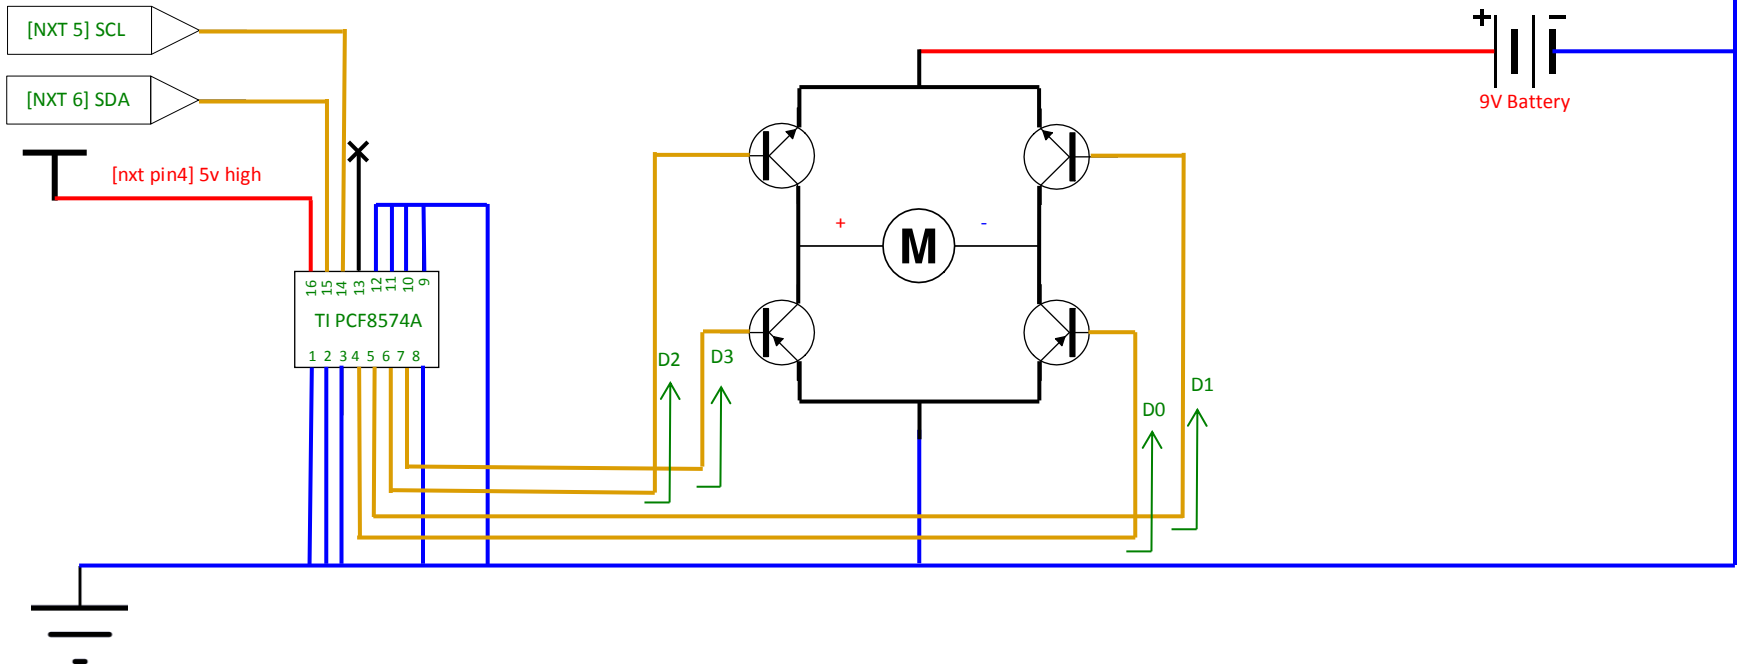 [NXT 5] SCL
[NXT 6] SDA
[nxt pin4] 5v high
+
-
9V Battery
+
-
M
16 15 14 13 12 11 10 9
TI PCF8574A
1 2 3 4 5 6 7 8
D2
D3
D1
D0